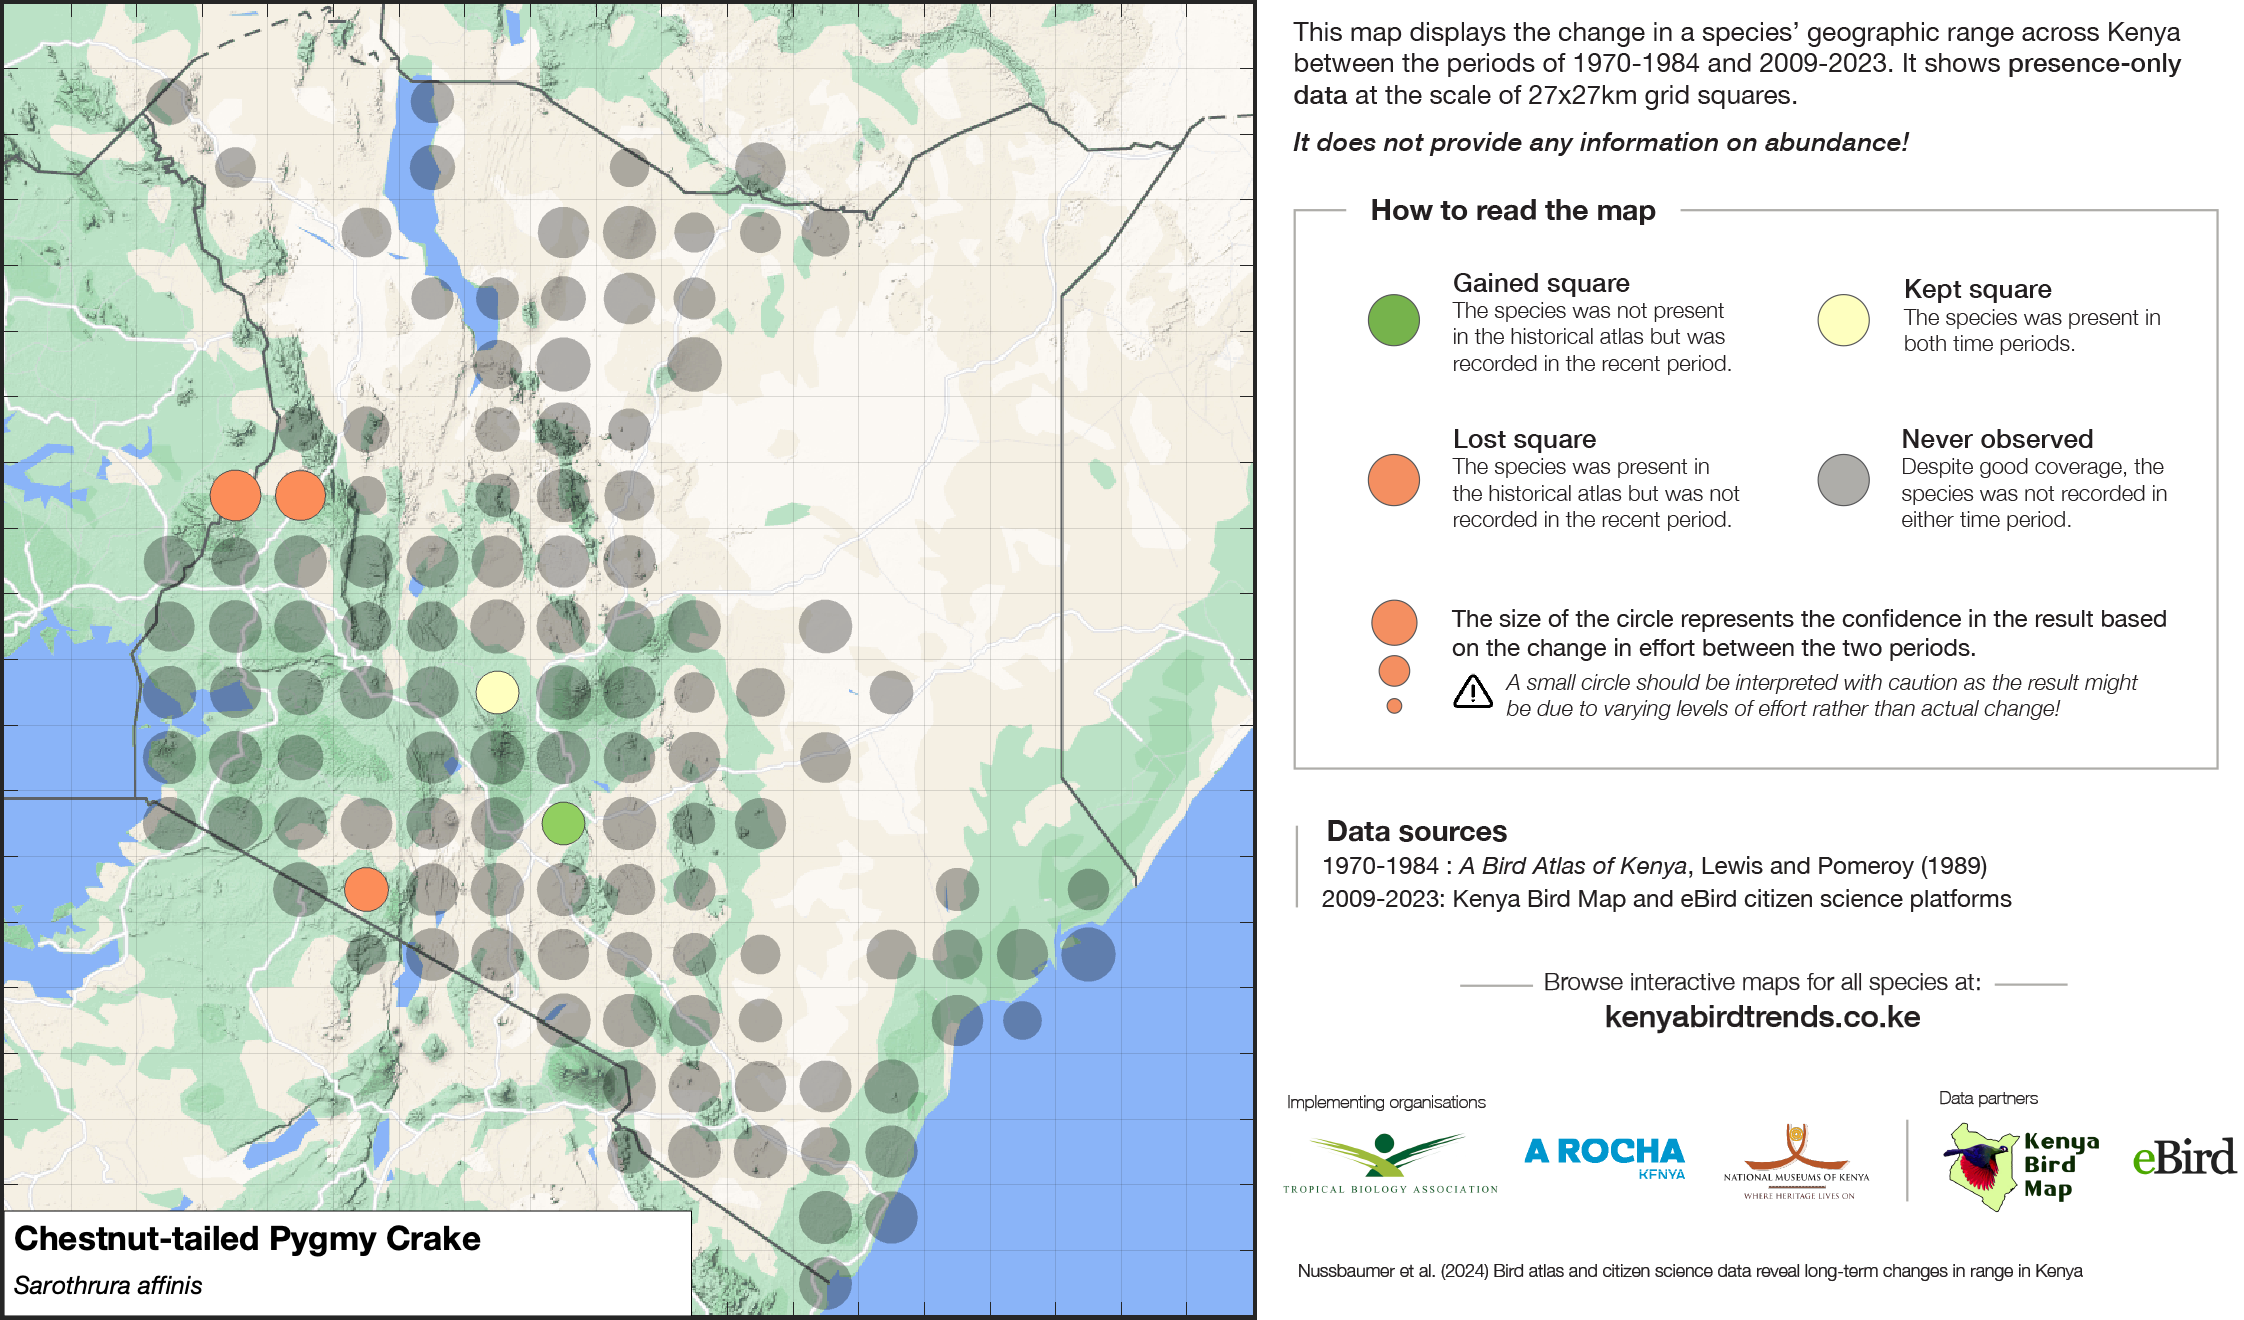 This map displays the change in a species’ geographic range across Kenya
between the periods of 1970-1984 and 2009-2023. It shows presence-only
data at the scale of 27x27km grid squares.
It does not provide any information on abundance!
How to read the map
Gained square
The species was not present
in the historical atlas but was
recorded in the recent period.
Kept square
The species was present in
both time periods.
Lost square
The species was present in
the historical atlas but was not
recorded in the recent period.
Never observed
Despite good coverage, the
species was not recorded in
either time period.
The size of the circle represents the confidence in the result based
on the change in effort between the two periods.
A small circle should be interpreted with caution as the result might
be due to varying levels of effort rather than actual change!
Data sources
1970-1984 : A Bird Atlas of Kenya, Lewis and Pomeroy (1989)
2009-2023: Kenya Bird Map and eBird citizen science platforms
Browse interactive maps for all species at:
kenyabirdtrends.co.ke
Implementing organisations
Data partners
TROPICAL BIOLOGY ASSOCIATION
A ROCHA
KENYA
NATIONAL MUSEUMS OF KENYA
WHERE HERITAGE LIVES ON
Kenya
Bird
Map
eBird
Nussbaumer et al. (2024) Bird atlas and citizen science data reveal long-term changes in range in Kenya
Chestnut-tailed Pygmy Crake
Sarothrura affinis